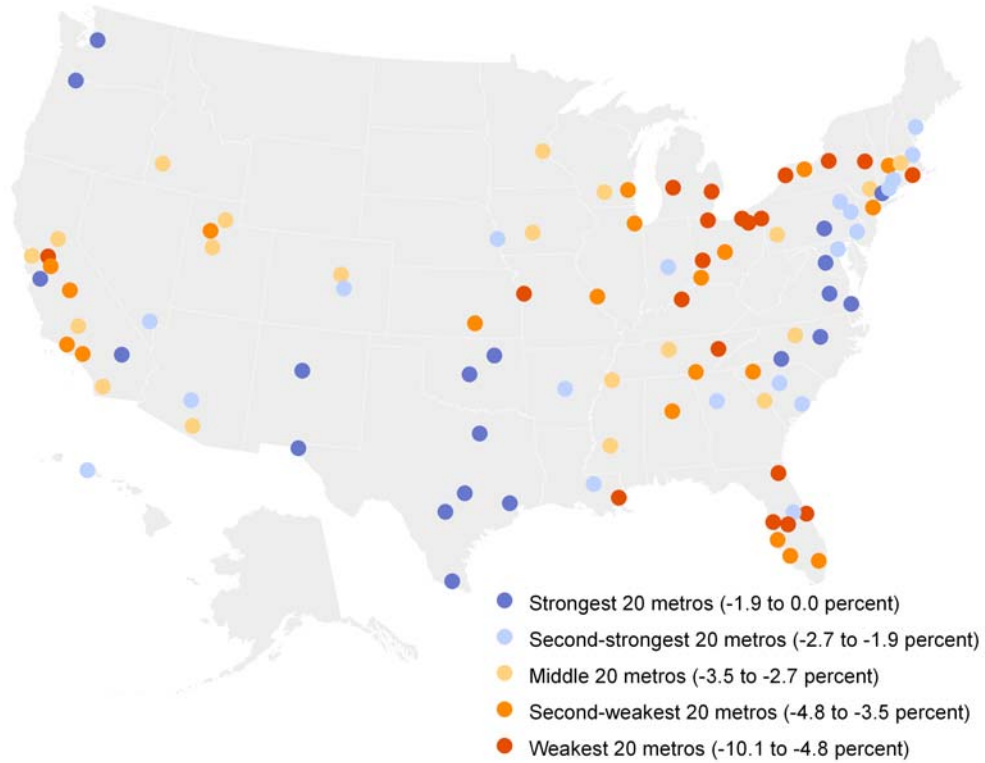 Strongest 20 metros (-1.9 to 0.0 percent)
Second-strongest 20 metros (-2.7 to -1.9 percent)
Middle 20 metros (-3.5 to -2.7 percent)
Second-weakest 20 metros (-4.8 to -3.5 percent)
Weakest 20 metros (-10.1 to -4.8 percent)